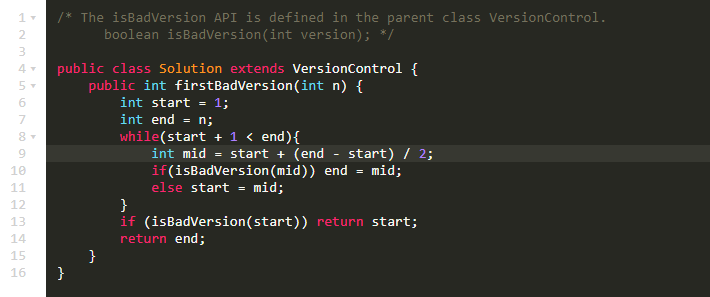 1 /* The isBadVersion API is defined in the parent class VersionControl.
2       boolean isBadVersion(int version); */
3
4 public class Solution extends VersionControl {
5     public int firstBadVersion(int n) {
6         int start = 1;
7         int end = n;
8         while(start + 1 < end){
9             int mid = start + (end - start) / 2;
10             if(isBadVersion(mid)) end = mid;
11             else start = mid;
12         }
13         if (isBadVersion(start)) return start;
14         return end;
15     }
16 }